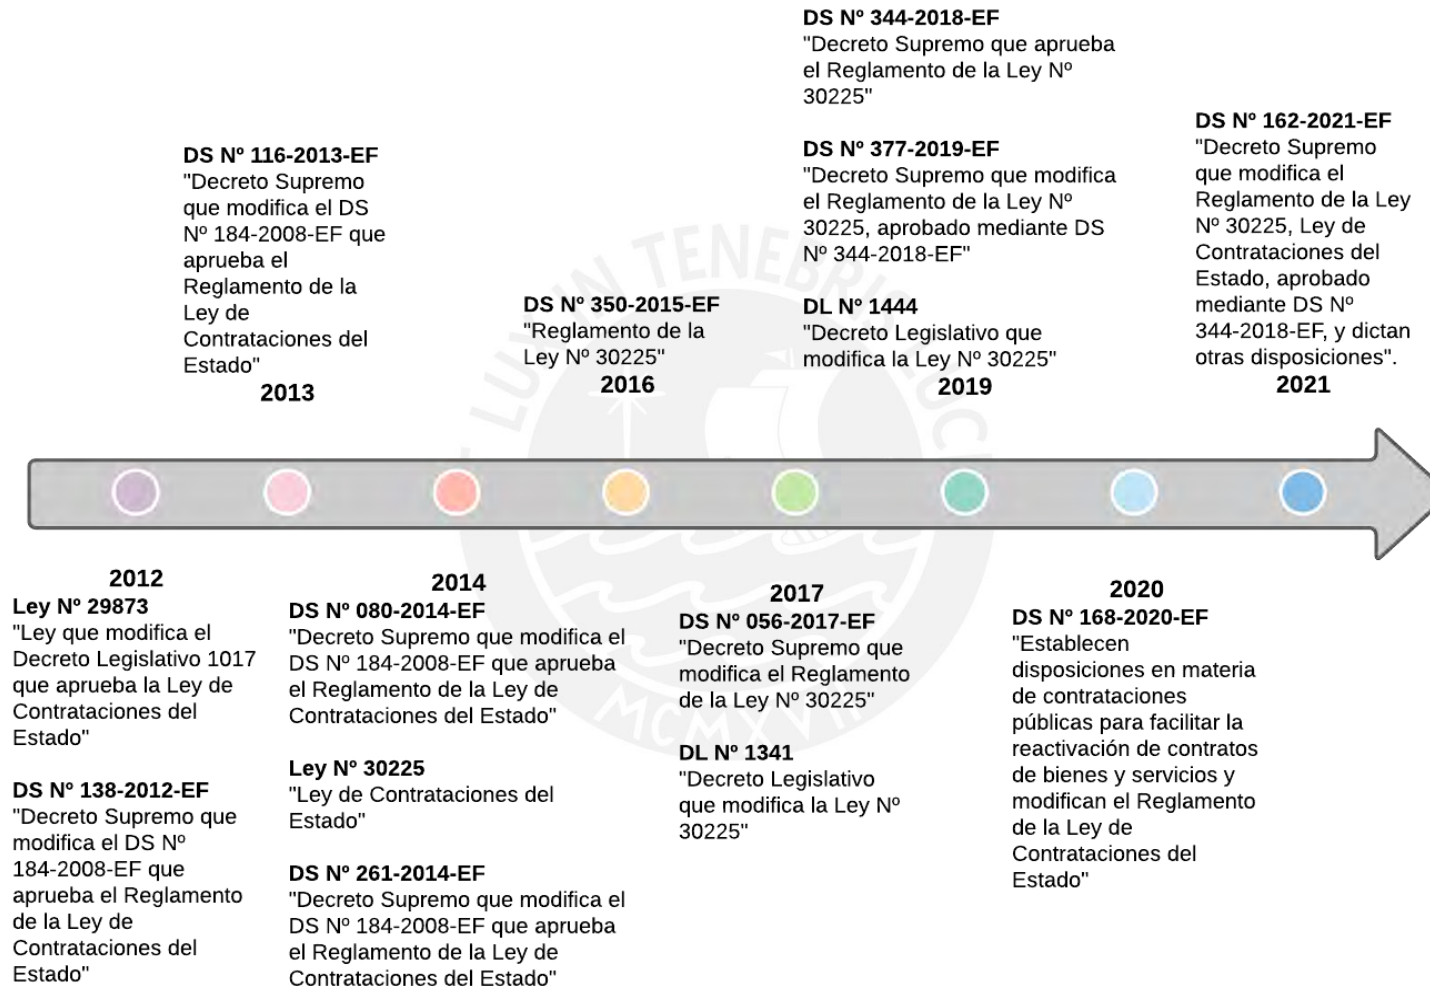 DS Nº 344-2018-EF
"Decreto Supremo que aprueba
el Reglamento de la Ley Nº
30225"
DS Nº 377-2019-EF
"Decreto Supremo que modifica
el Reglamento de la Ley Nº
30225, aprobado mediante DS
Nº 344-2018-EF"
DL Nº 1444
"Decreto Legislativo que
modifica la Ley Nº 30225"
2019
DS Nº 116-2013-EF
"Decreto Supremo
que modifica el DS
Nº 184-2008-EF que
aprueba el
Reglamento de la
Ley de
Contrataciones del
Estado"
2013
DS Nº 350-2015-EF
"Reglamento de la
Ley Nº 30225"
2016
DS Nº 162-2021-EF
"Decreto Supremo
que modifica el
Reglamento de la Ley
Nº 30225, Ley de
Contrataciones del
Estado, aprobado
mediante DS Nº
344-2018-EF, y dictan
otras disposiciones".
2021
2012
Ley Nº 29873
"Ley que modifica el
Decreto Legislativo 1017
que aprueba la Ley de
Contrataciones del
Estado"
DS Nº 138-2012-EF
"Decreto Supremo que
modifica el DS Nº
184-2008-EF que
aprueba el Reglamento
de la Ley de
Contrataciones del
Estado"
2014
DS Nº 080-2014-EF
"Decreto Supremo que modifica el
DS Nº 184-2008-EF que aprueba
el Reglamento de la Ley de
Contrataciones del Estado"
Ley Nº 30225
"Ley de Contrataciones del
Estado"
DS Nº 261-2014-EF
"Decreto Supremo que modifica el
DS Nº 184-2008-EF que aprueba
el Reglamento de la Ley de
Contrataciones del Estado"
2017
DS Nº 056-2017-EF
"Decreto Supremo que
modifica el Reglamento
de la Ley Nº 30225"
DL Nº 1341
"Decreto Legislativo
que modifica la Ley Nº
30225"
2020
DS Nº 168-2020-EF
"Establecen
disposiciones en materia
de contrataciones
públicas para facilitar la
reactivación de contratos
de bienes y servicios y
modifican el Reglamento
de la Ley de
Contrataciones del
Estado"
TENEBRIS